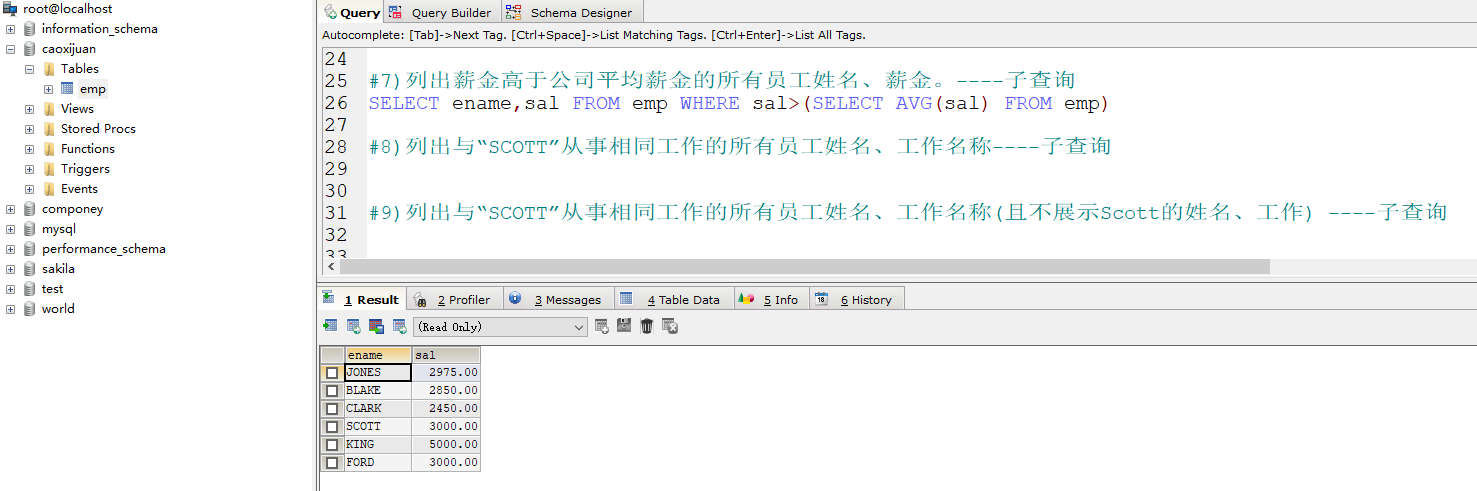 root@localhost
information_schema
caoxijuan
Tables
emp
Views
Stored Procs
Functions
Triggers
Events
componey
mysql
performance_schema
sakila
test
world
Query Query Builder Schema Designer
Autocomplete: [Tab]->Next Tag. [Ctrl+Space]->List Matching Tags. [Ctrl+Enter]->List All Tags.
24
25 #7)列出薪金高于公司平均薪金的所有员工姓名、薪金。----子查询
26 SELECT ename,sal FROM emp WHERE sal>(SELECT AVG(sal) FROM emp)
27
28 #8)列出与“SCOTT”从事相同工作的所有员工姓名、工作名称----子查询
29
30
31 #9)列出与“SCOTT”从事相同工作的所有员工姓名、工作名称(且不展示Scott的姓名、工作) ----子查询
32
33
1 Result 2 Profiler 3 Messages 4 Table Data 5 Info 18 6 History
(Read Only)
ename sal
JONES 2975.00
BLAKE 2850.00
CLARK 2450.00
SCOTT 3000.00
KING 5000.00
FORD 3000.00